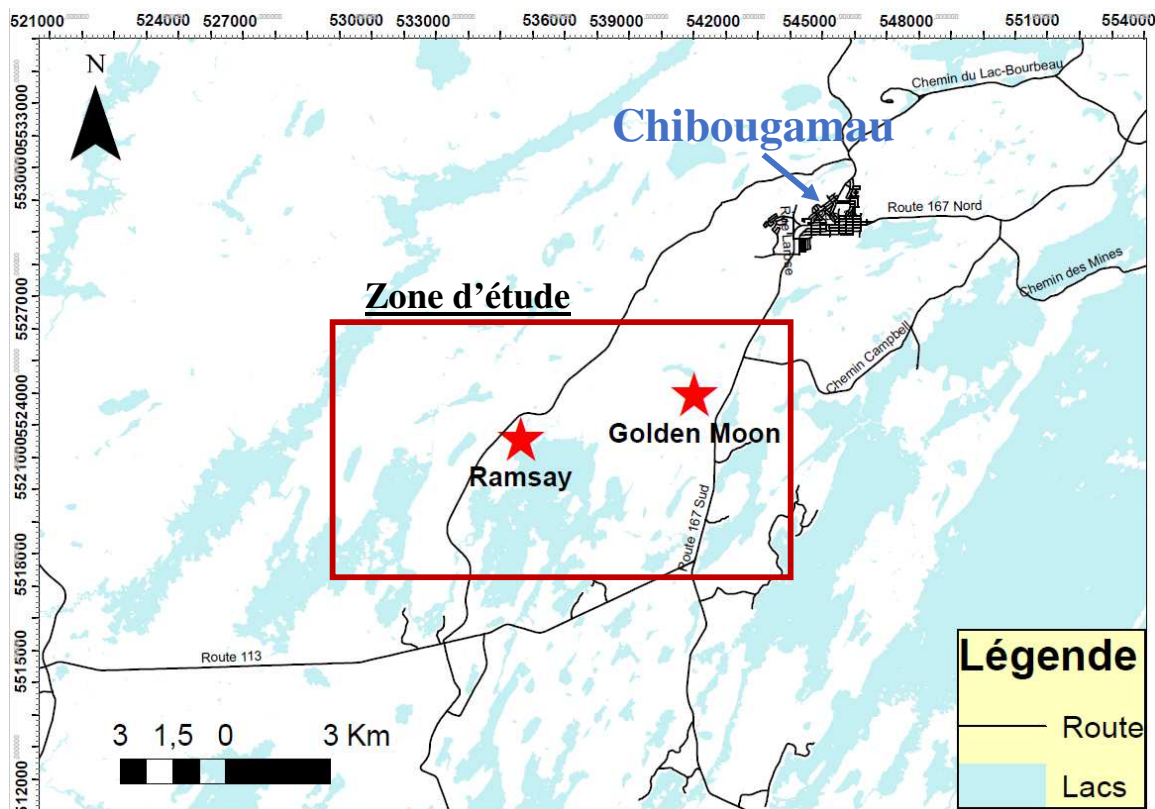 521000 524000 527000 530000 533000 536000 539000 542000 545000 548000 551000 554000
N
5533000
5530000
5527000
5524000
5521000
5518000
5515000
5512000
Chemin du Lac-Bourbeau
Chibougamau
Route 167 Nord
Rue Lanse
Chemin des Mines
Zone d'étude
Chemin Campbell
Golden Moon
Ramsay
Route 167 Sud
Route 113
3 1,5 0 3 Km
Légende
Route
Lacs